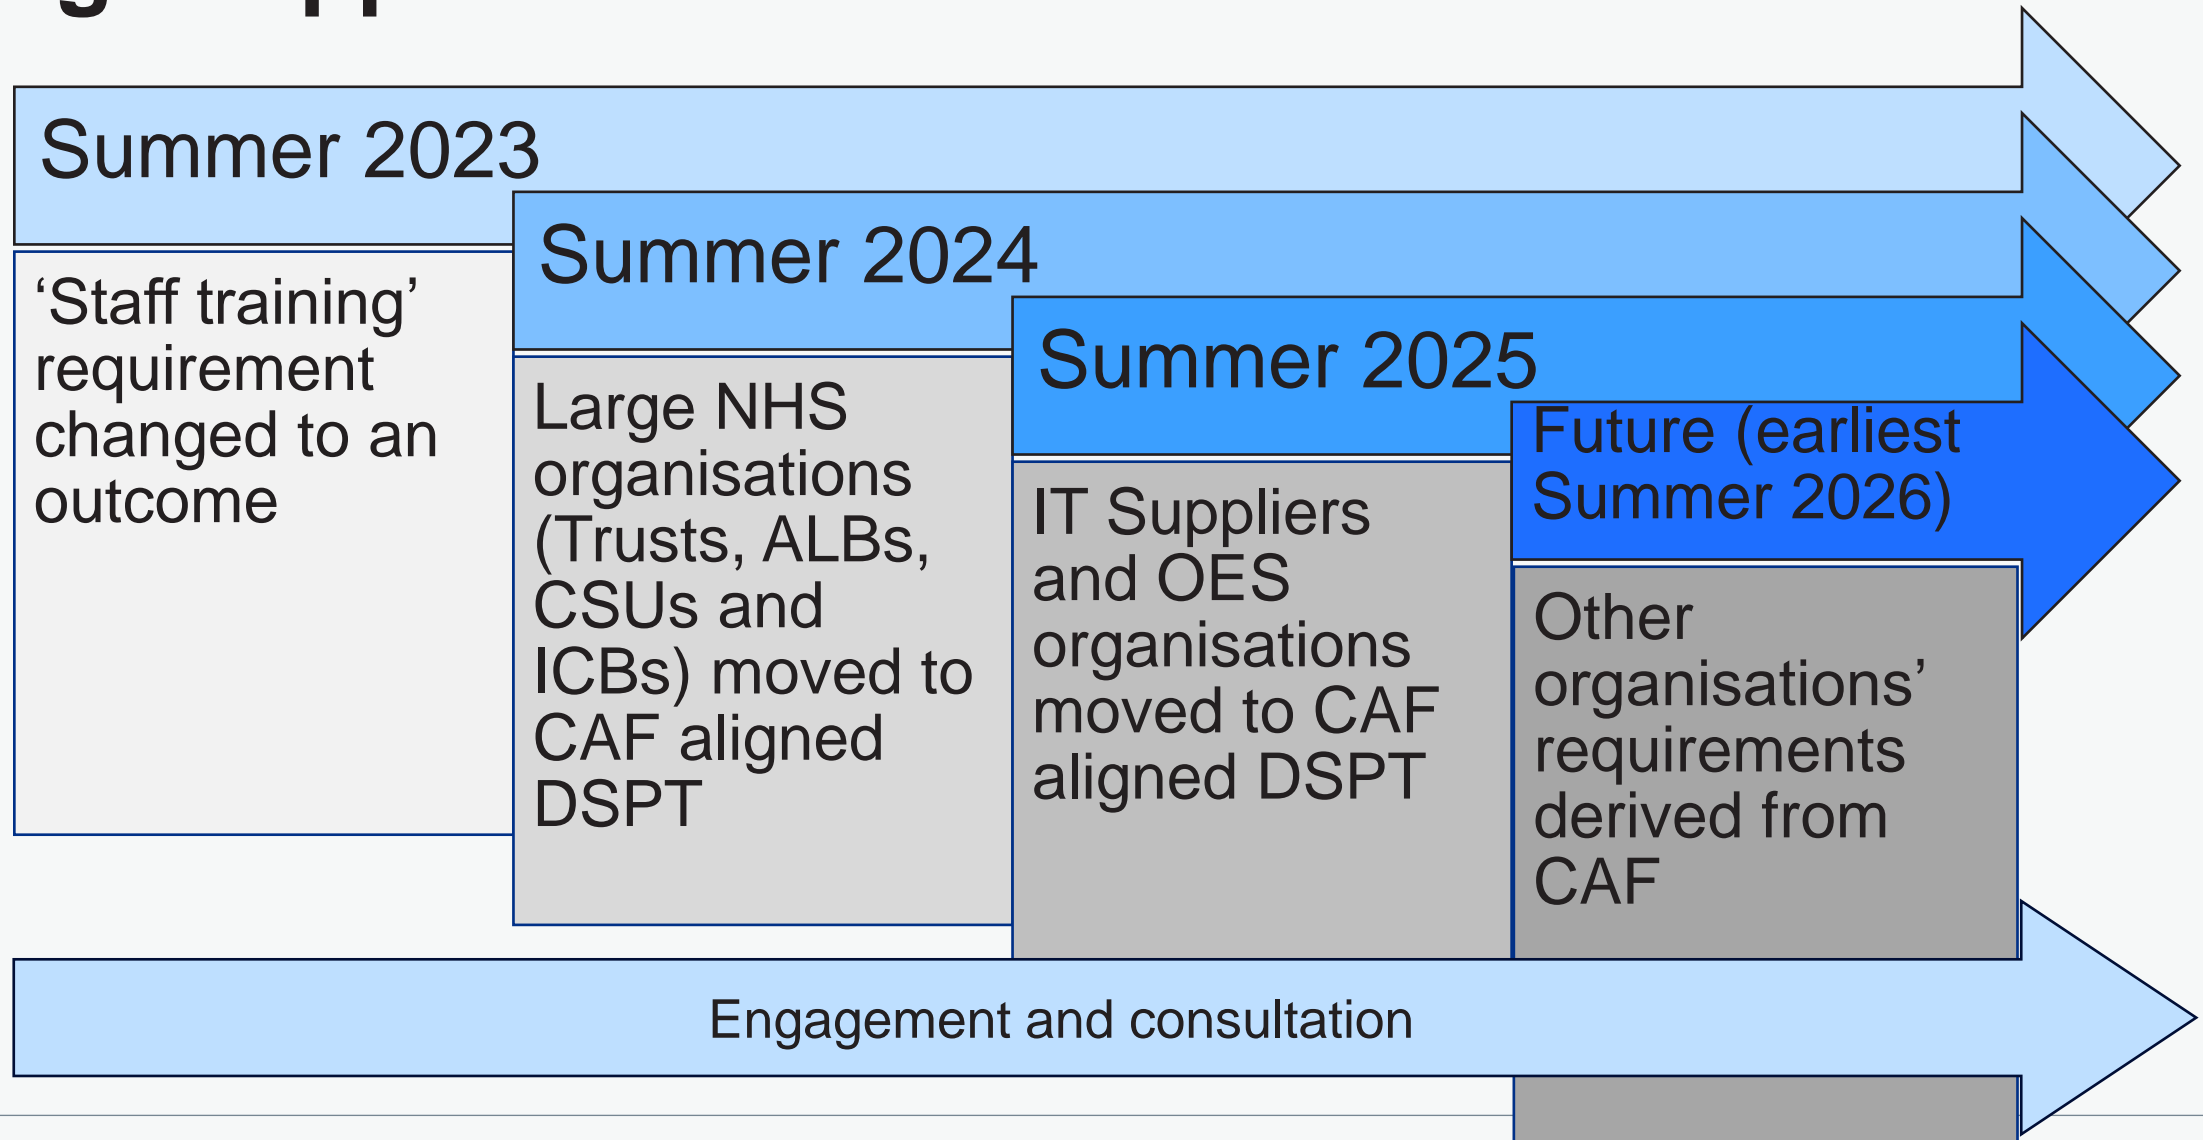 Summer 2023
‘Staff training’
requirement
changed to an
outcome
Summer 2024
Large NHS
organisations
(Trusts, ALBs,
CSUs and
ICBs) moved to
CAF aligned
DSPT
Summer 2025
IT Suppliers
and OES
organisations
moved to CAF
aligned DSPT
Future (earliest
Summer 2026)
Other
organisations’
requirements
derived from
CAF
Engagement and consultation